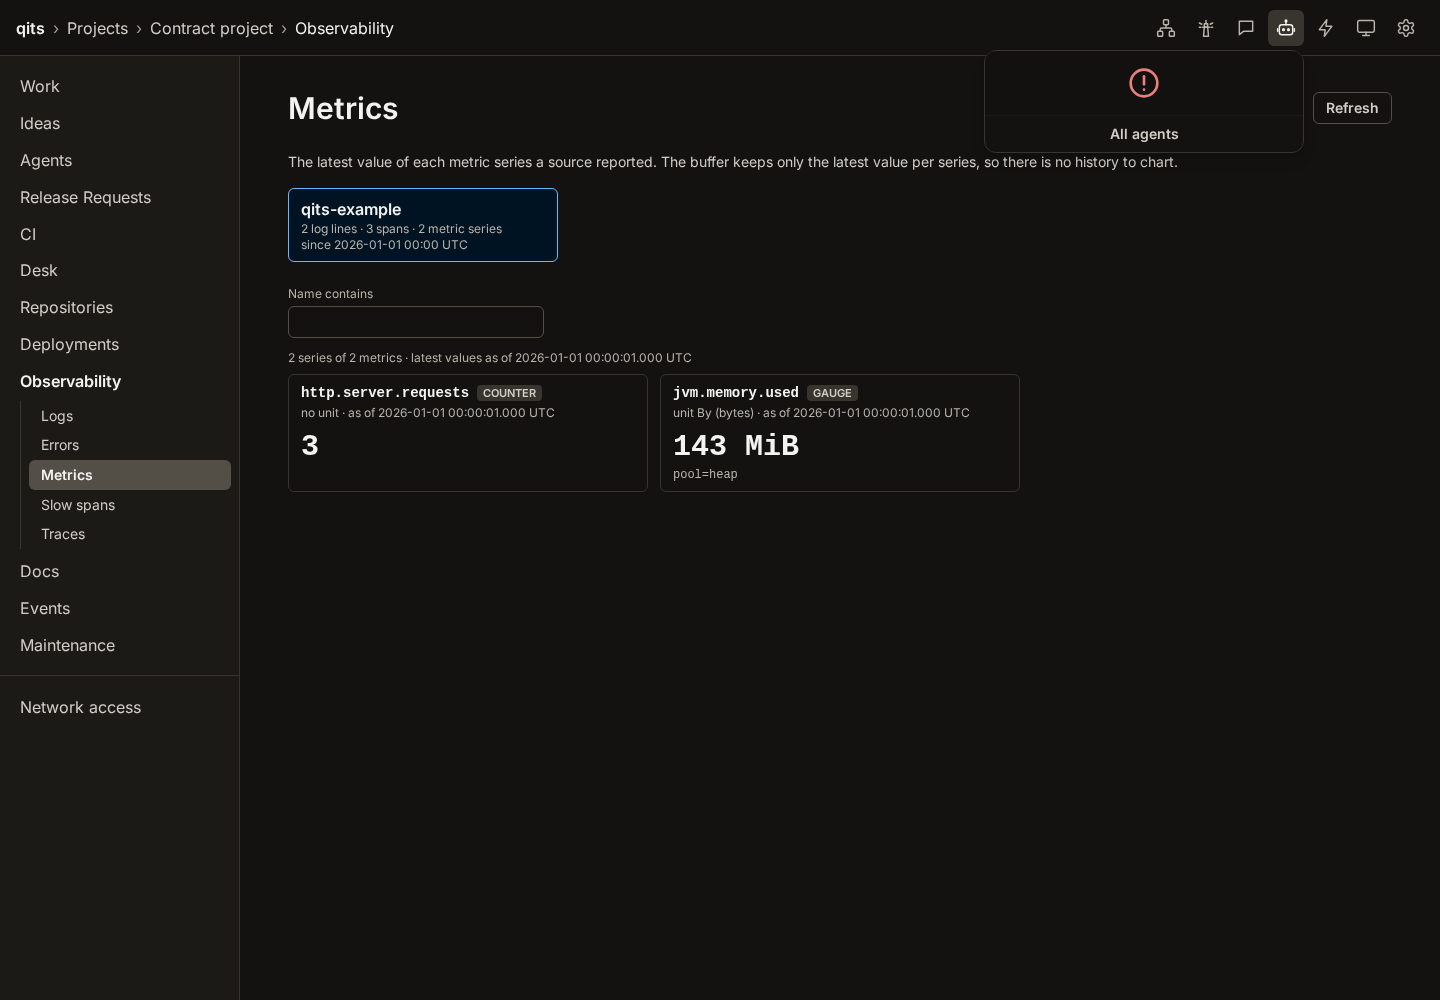 qits › Projects › Contract project › Observability
Work
Ideas
Agents
Release Requests
CI
Desk
Repositories
Deployments
Observability
Logs
Errors
Metrics
Slow spans
Traces
Docs
Events
Maintenance
Network access
All agents
Metrics
Refresh
The latest value of each metric series a source reported. The buffer keeps only the latest value per series, so there is no history to chart.
qits-example
2 log lines · 3 spans · 2 metric series
since 2026-01-01 00:00 UTC
Name contains
2 series of 2 metrics · latest values as of 2026-01-01 00:00:01.000 UTC
http.server.requests COUNTER
no unit · as of 2026-01-01 00:00:01.000 UTC
3
jvm.memory.used GAUGE
unit By (bytes) · as of 2026-01-01 00:00:01.000 UTC
143 MiB
pool=heap